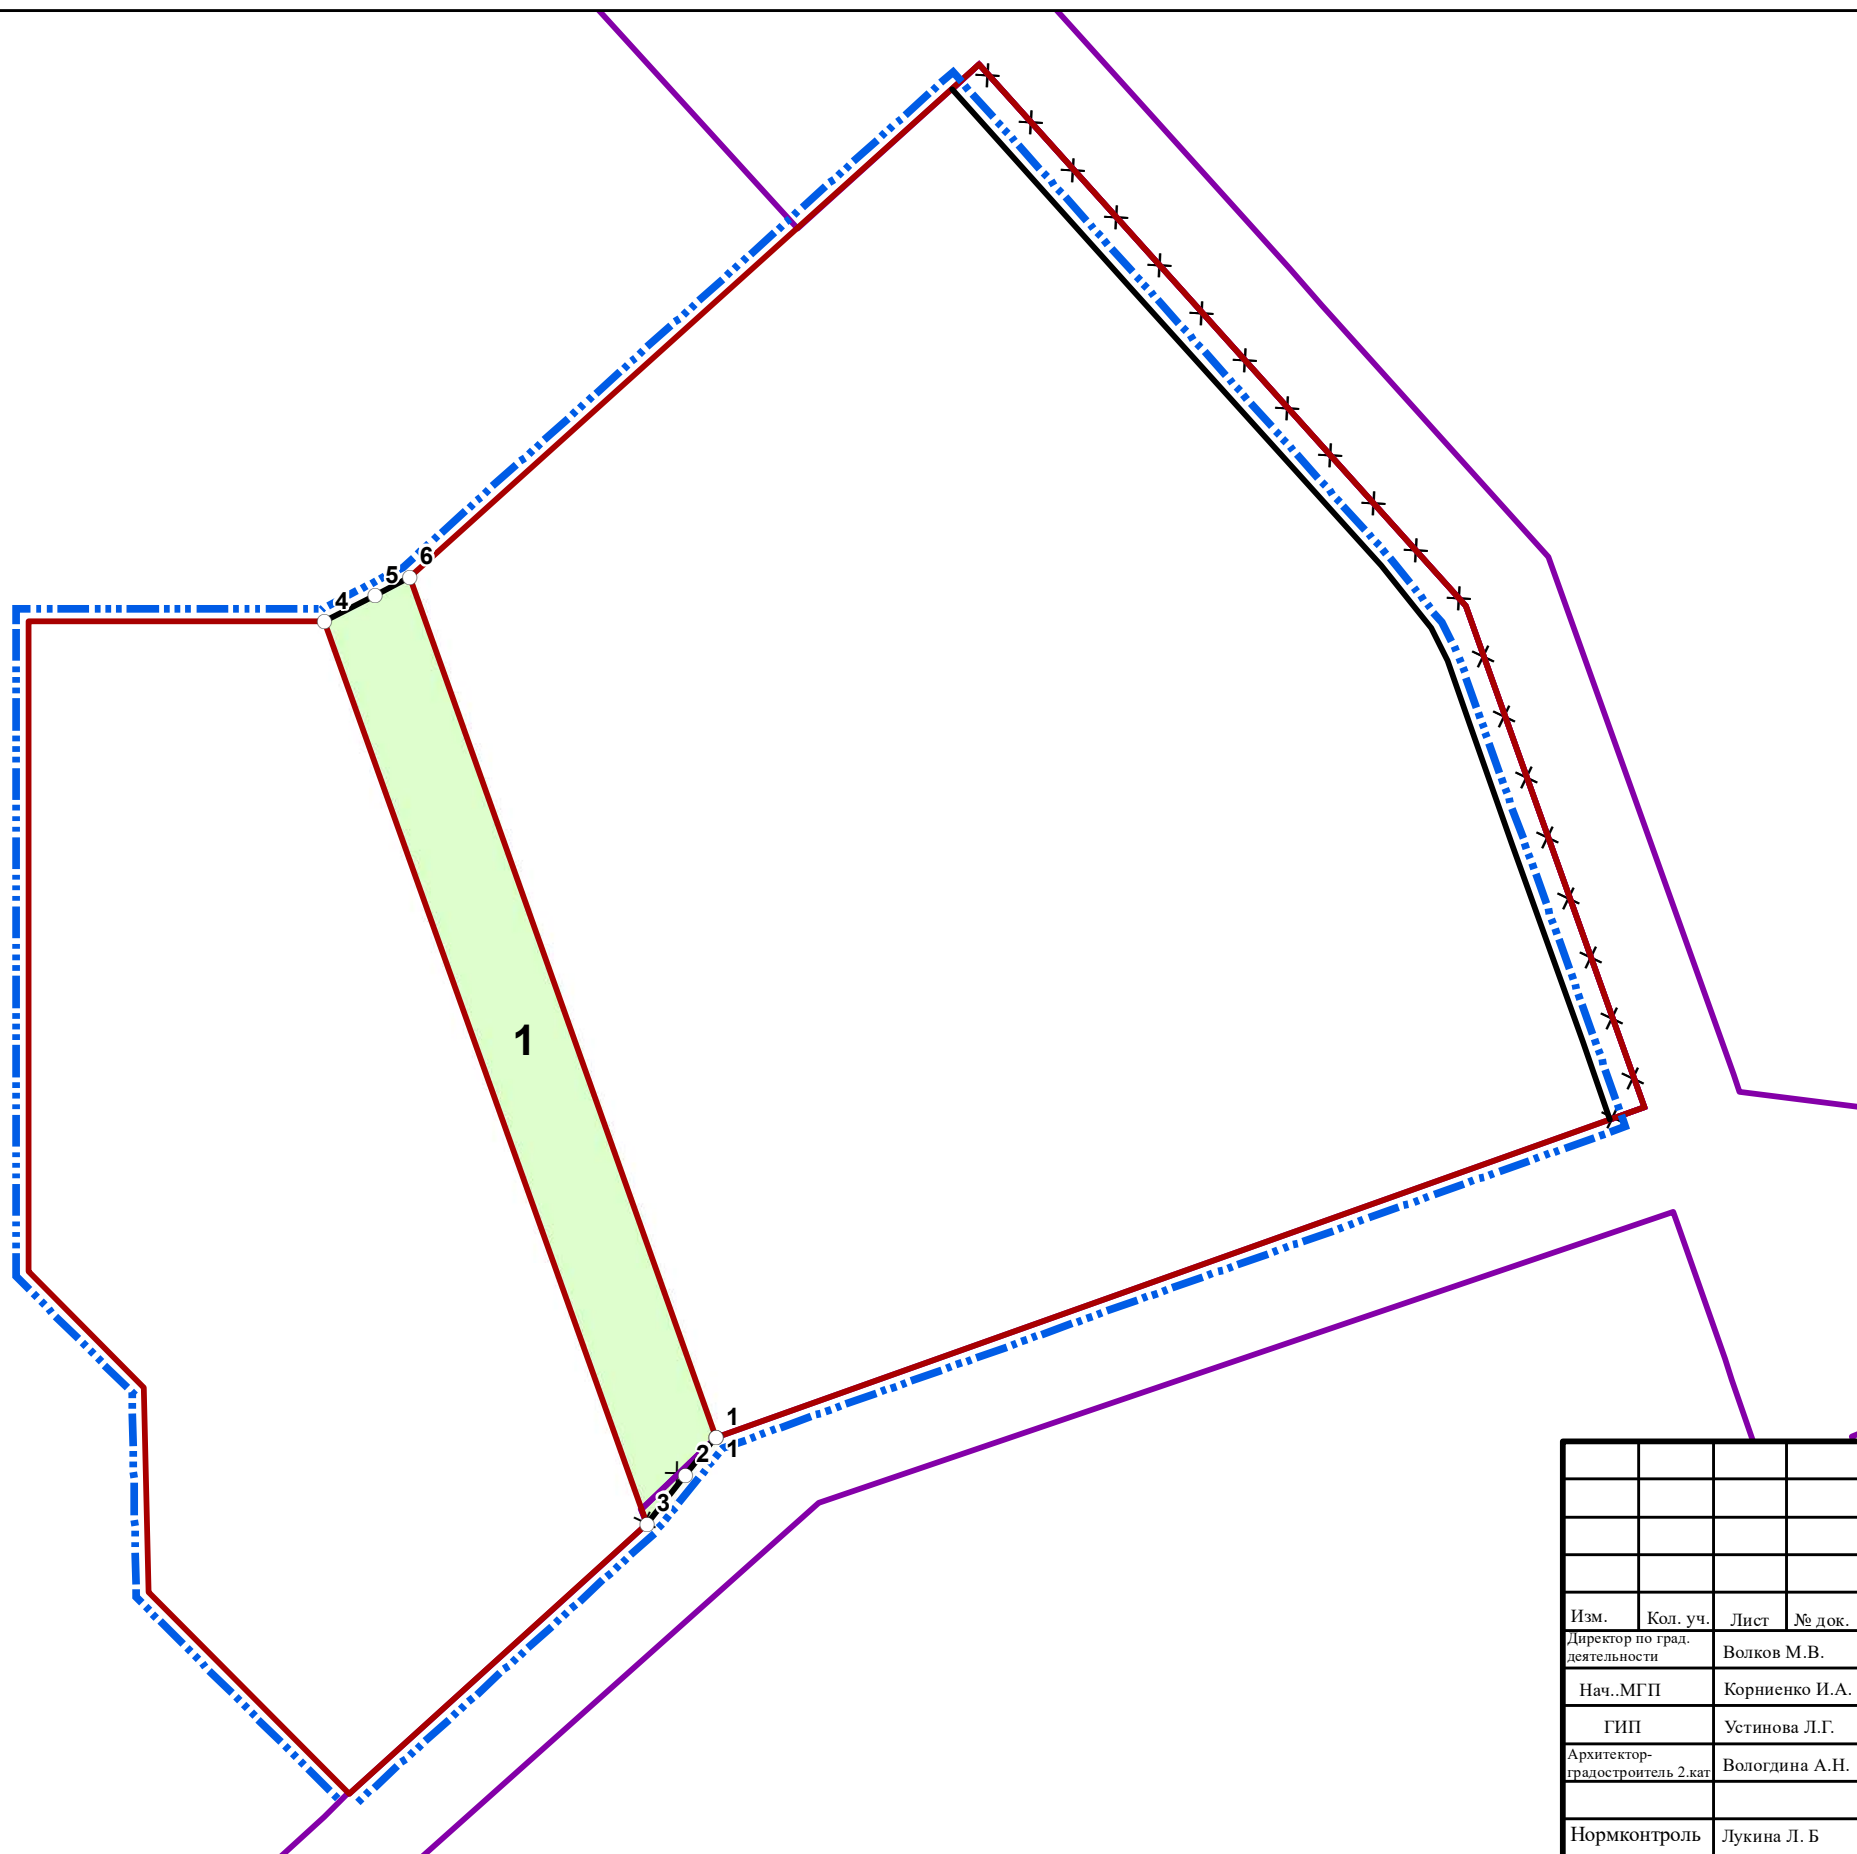 6
5
4
1
1
2
1
3
Изм. Кол. уч. Лист № док.
Директор по град.
деятельности
Волков М.В.
Нач..МГП Корниенко И.А.
ГИП Устинова Л.Г.
Архитектор-
градостроитель 2.кат
Вологдина А.Н.
Нормконтроль Лукина Л. Б